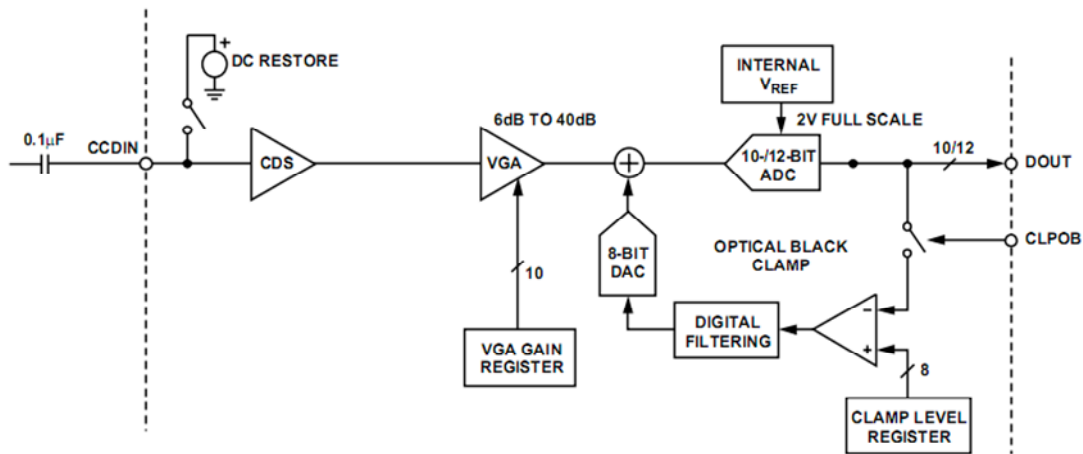 +
DC RESTORE
INTERNAL
VREF
6dB TO 40dB
2V FULL SCALE
0.1µF
CCDIN
CDS
VGA
+
10-/12-BIT
ADC
10/12
DOUT
8-BIT
DAC
OPTICAL BLACK
CLAMP
CLPOB
10
DIGITAL
FILTERING
−
+
VGA GAIN
REGISTER
8
CLAMP LEVEL
REGISTER